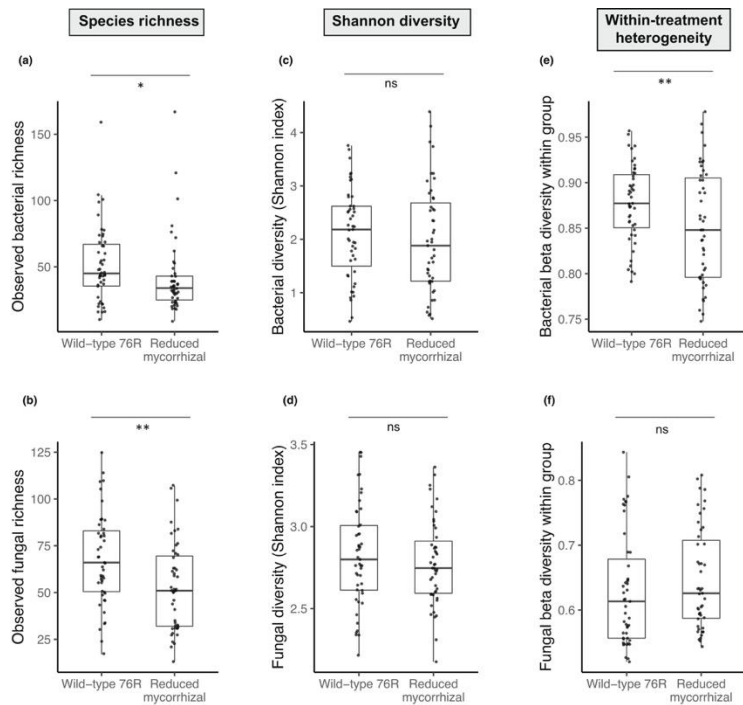 Species richness
Shannon diversity
Within-treatment
heterogeneity
(a)
*
Observed bacterial richness
150
100
50
Wild-type 76R
Reduced
mycorrhizal
(c)
ns
Bacterial diversity (Shannon index)
4
3
2
1
Wild-type 76R
Reduced
mycorrhizal
(e)
**
Bacterial beta diversity within group
0.95
0.90
0.85
0.80
0.75
Wild-type 76R
Reduced
mycorrhizal
(b)
**
Observed fungal richness
125
100
75
50
25
Wild-type 76R
Reduced
mycorrhizal
(d)
ns
Fungal diversity (Shannon index)
3.5
3.0
2.5
Wild-type 76R
Reduced
mycorrhizal
(f)
ns
Fungal beta diversity within group
0.8
0.7
0.6
Wild-type 76R
Reduced
mycorrhizal